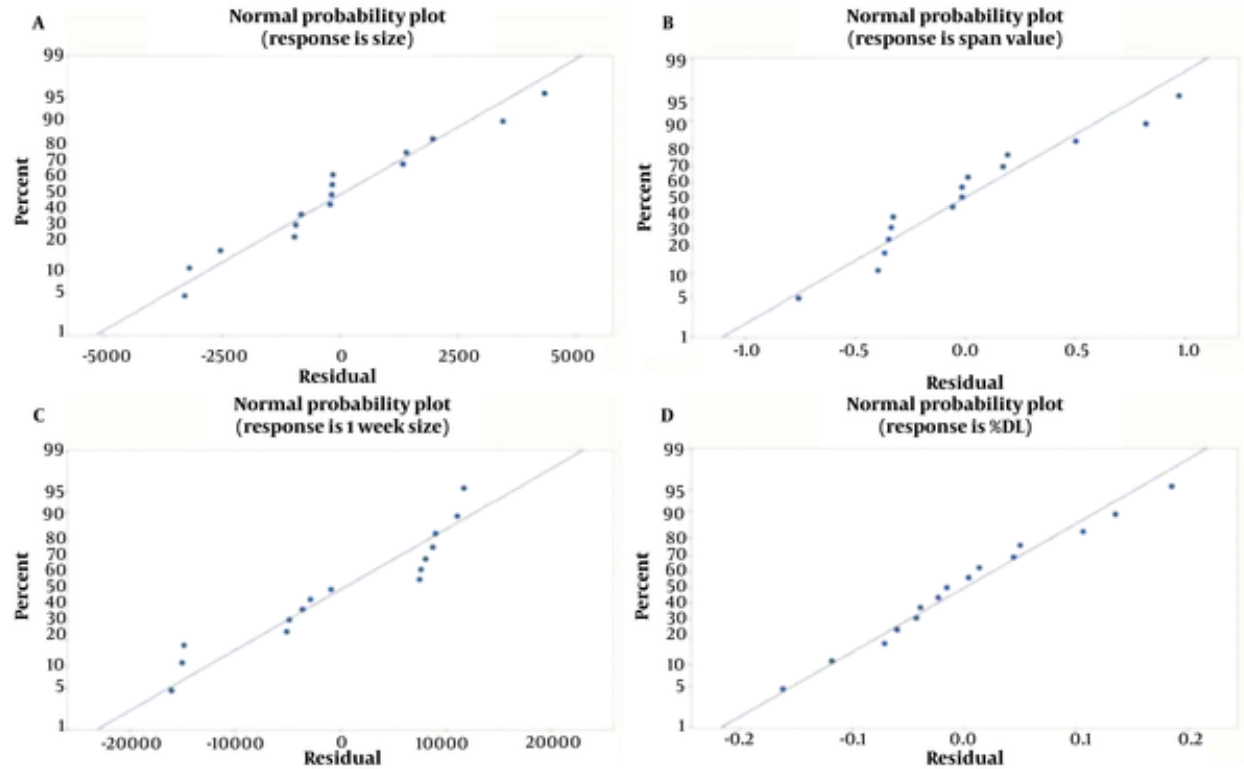 A
Normal probability plot
(response is size)
99
95
90
80
70
60
50
40
30
20
10
5
1
Percent
-5000 -2500 0 2500 5000
Residual
B
Normal probability plot
(response is span value)
99
95
90
80
70
60
50
40
30
20
10
5
1
Percent
-1.0 -0.5 0.0 0.5 1.0
Residual
C
Normal probability plot
(response is 1 week size)
99
95
90
80
70
60
50
40
30
20
10
5
1
Percent
-20000 -10000 0 10000 20000
Residual
D
Normal probability plot
(response is %DL)
99
95
90
80
70
60
50
40
30
20
10
5
1
Percent
-0.2 -0.1 0.0 0.1 0.2
Residual